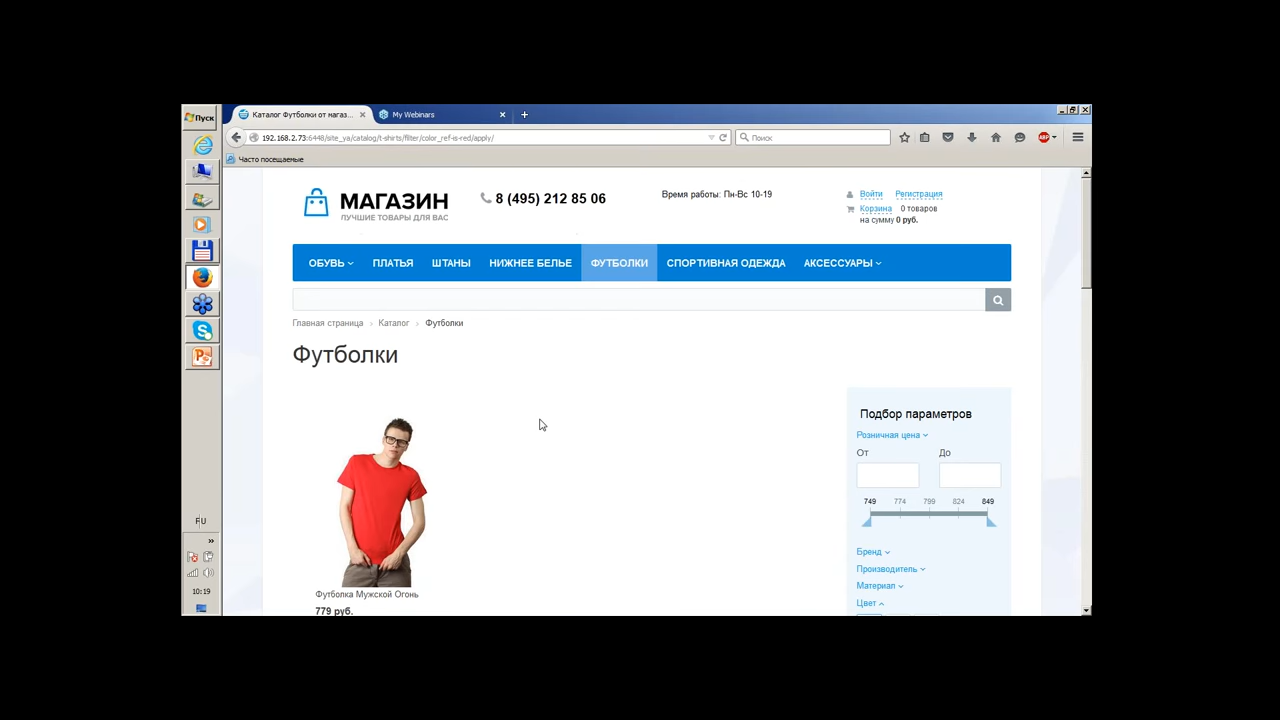 Пуск
Каталог Футболки от магаз...
My Webinars
192.168.2.73:6448/site_ya/catalog/t-shirts/filter/color_ref-is-red/apply/
Поиск
ABP
Часто посещаемые
МАГАЗИН
ЛУЧШИЕ ТОВАРЫ ДЛЯ ВАС
8 (495) 212 85 06
Время работы: Пн-Вс 10-19
Войти Регистрация
Корзина 0 товаров
на сумму 0 руб.
ОБУВЬ ПЛАТЬЯ ШТАНЫ НИЖНЕЕ БЕЛЬЕ ФУТБОЛКИ СПОРТИВНАЯ ОДЕЖДА АКСЕССУАРЫ
Главная страница › Каталог › Футболки
Футболки
Подбор параметров
Розничная цена
От До
749 774 799 824 849
Бренд
Производитель
Материал
Цвет
Футболка Мужской Огонь
779 руб.
»
10:19